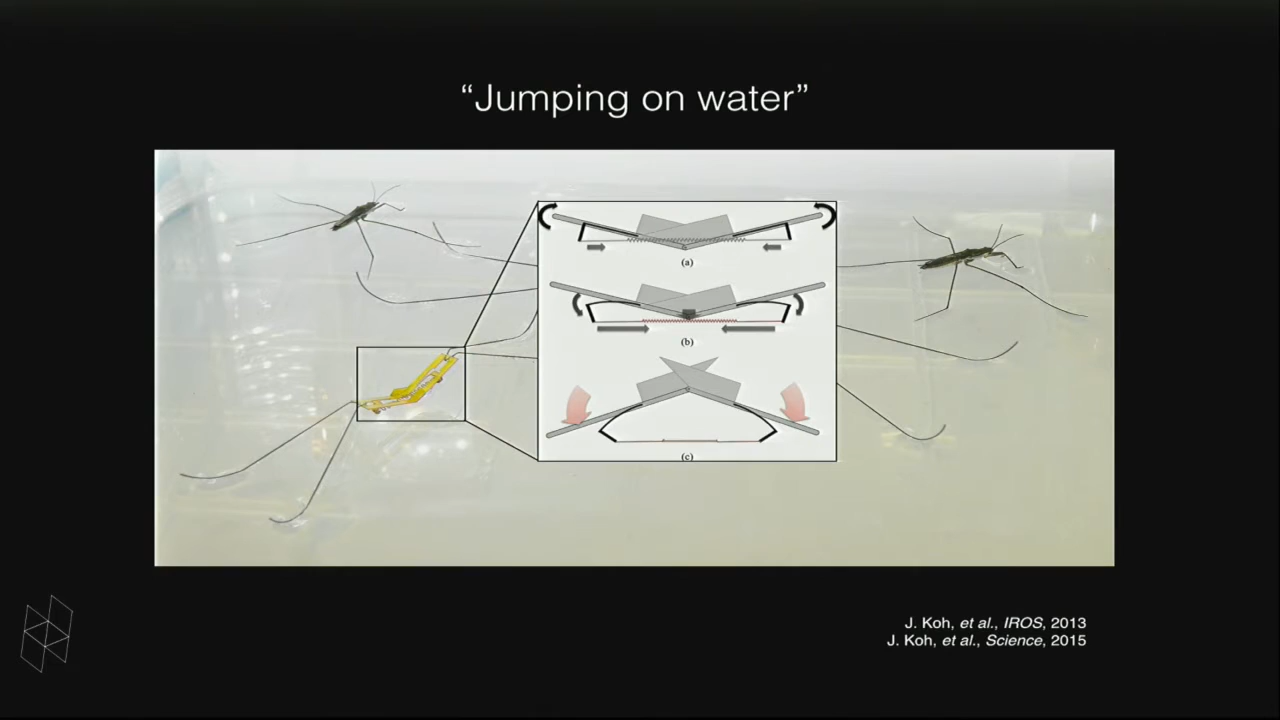 “Jumping on water”
(a)
(b)
(c)
J. Koh, et al., IROS, 2013
J. Koh, et al., Science, 2015